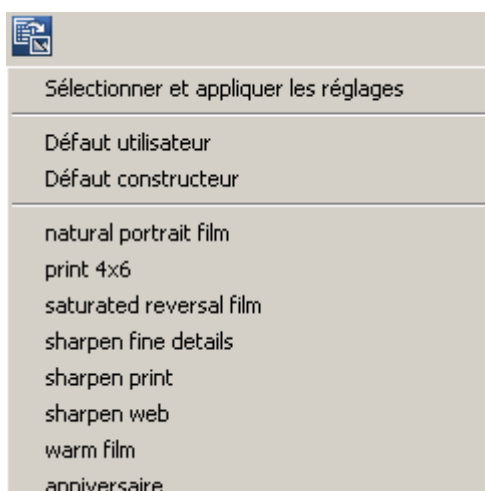 Sélectionner et appliquer les réglages
Défaut utilisateur
Défaut constructeur
natural portrait film
print 4x6
saturated reversal film
sharpen fine details
sharpen print
sharpen web
warm film
anniversaire